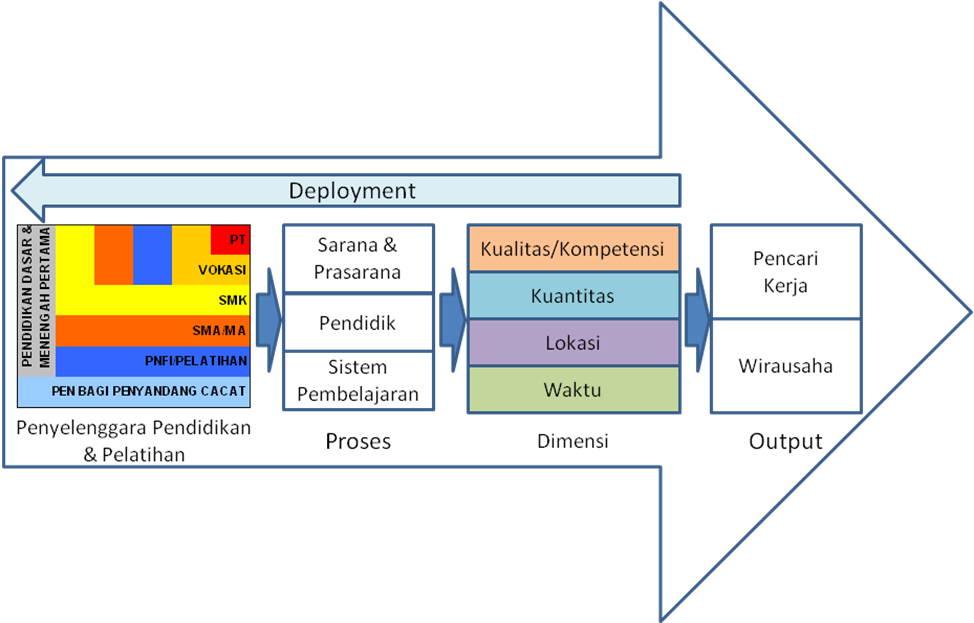 Deployment
PENDIDIKAN DASAR &
MENENGAH PERTAMA
PT
VOKASI
SMK
SMA/MA
PNFI/PELATIHAN
PEN BAGI PENYANDANG CACAT
Penyelenggara Pendidikan
& Pelatihan
Sarana &
Prasarana
Pendidik
Sistem
Pembelajaran
Proses
Kualitas/Kompetensi
Kuantitas
Lokasi
Waktu
Dimensi
Pencari
Kerja
Wirausaha
Output